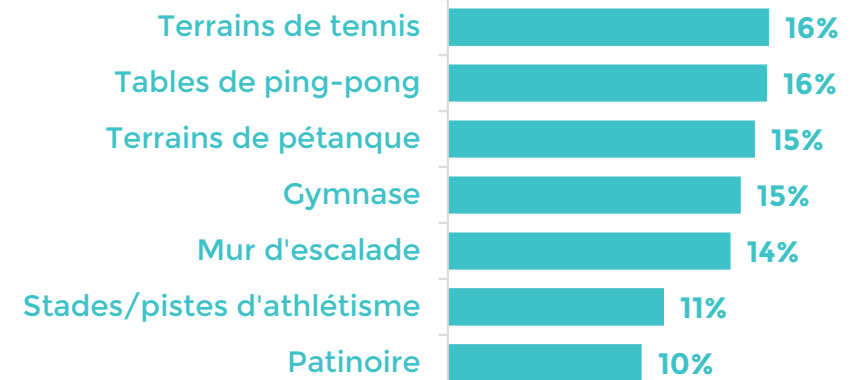 Terrains de tennis 16%
Tables de ping-pong 16%
Terrains de pétanque 15%
Gymnase 15%
Mur d'escalade 14%
Stades/pistes d'athlétisme 11%
Patinoire 10%